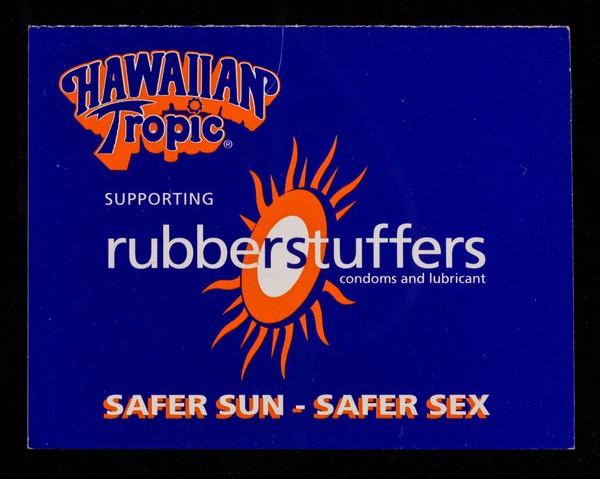 HAWAIIAN
Tropic®
SUPPORTING
rubberstuffers
condoms and lubricant
SAFER SUN - SAFER SEX